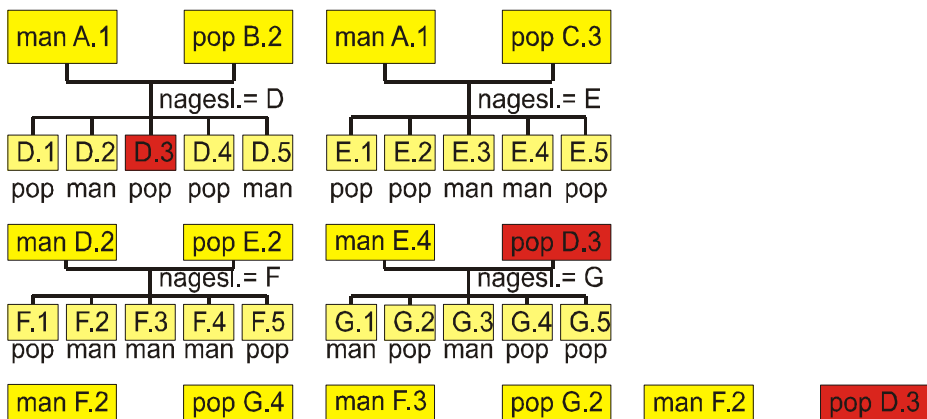 man A.1 pop B.2 man A.1 pop C.3
nagesl.= D nagesl.= E
D.1 D.2 D.3 D.4 D.5 E.1 E.2 E.3 E.4 E.5
pop man pop pop man pop pop man man pop
man D.2 pop E.2 man E.4 pop D.3
nagesl.= F nagesl.= G
F.1 F.2 F.3 F.4 F.5 G.1 G.2 G.3 G.4 G.5
pop man man man pop man pop man pop pop
man F.2 pop G.4 man F.3 pop G.2 man F.2 pop D.3